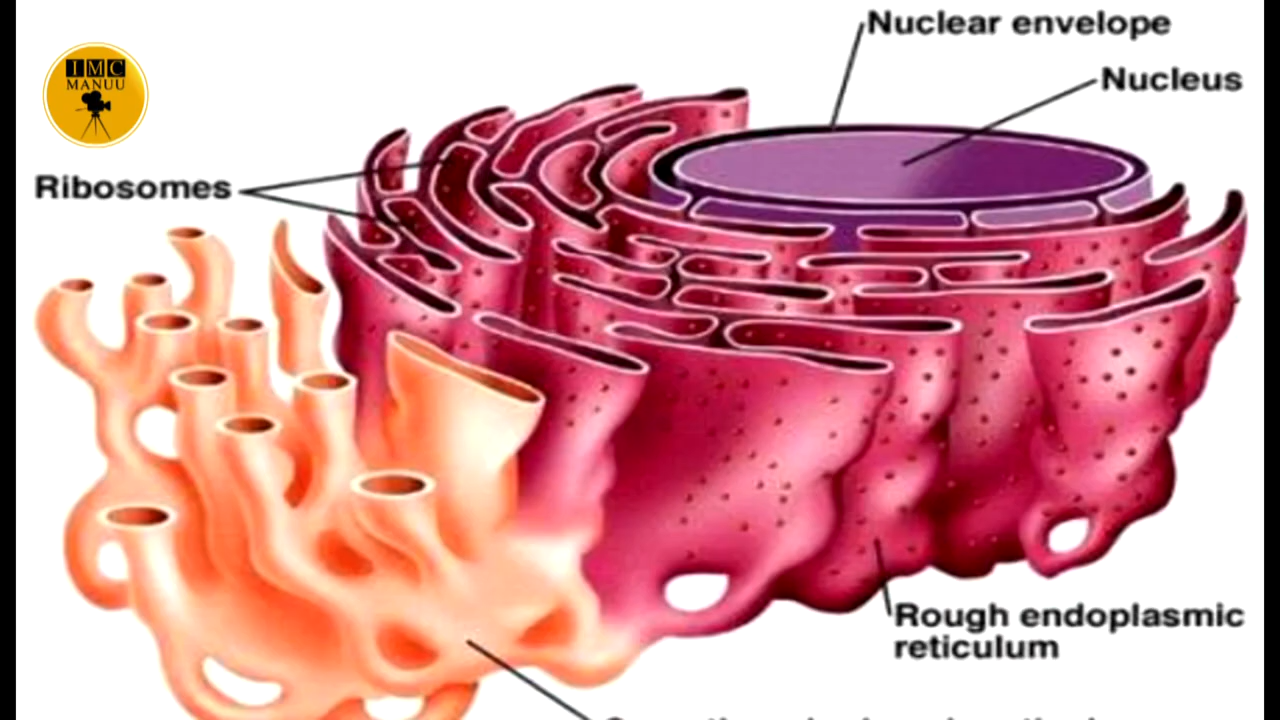 Nuclear envelope
Nucleus
IMC
MANUU
Ribosomes
Rough endoplasmic
reticulum